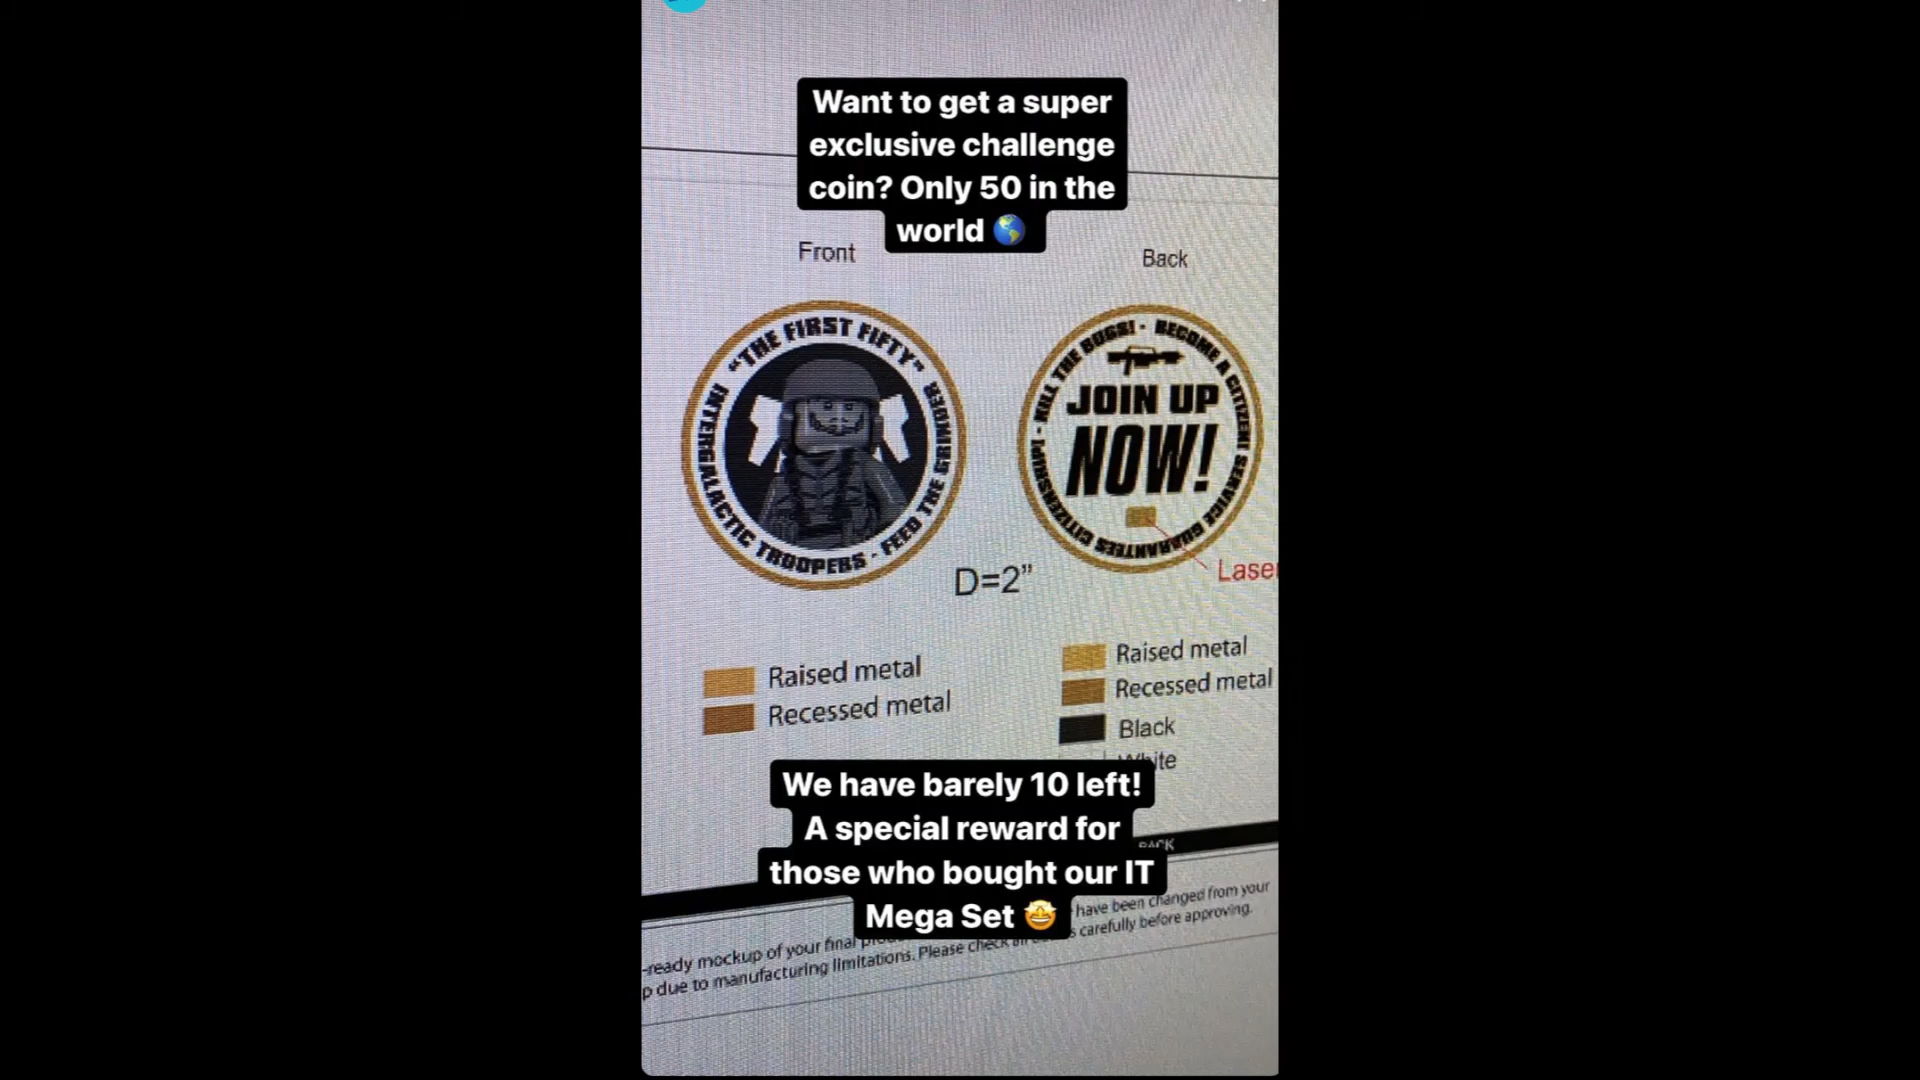 Want to get a super
exclusive challenge
coin? Only 50 in the
world
Front
Back
"THE FIRST FIFTY"
INTERGALACTIC TROOPERS - FEED THE GRINDER
KILL THE BUGS! - BECOME A CITIZEN! SERVICE GUARANTEES CITIZENSHIP! -
JOIN UP
NOW!
D=2"
Raised metal
Recessed metal
Raised metal
Recessed metal
Black
White
We have barely 10 left!
A special reward for
those who bought our IT
Mega Set
BACK
-ready mockup of your final
have been changed from your
p due to manufacturing limitations. Please check all
carefully before approving.